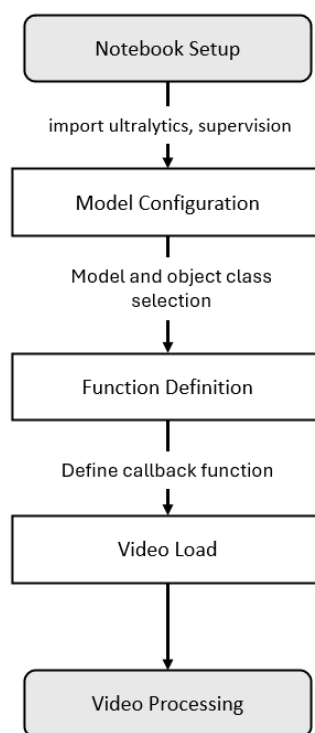 Notebook Setup
import ultralytics, supervision
Model Configuration
Model and object class
selection
Function Definition
Define callback function
Video Load
Video Processing